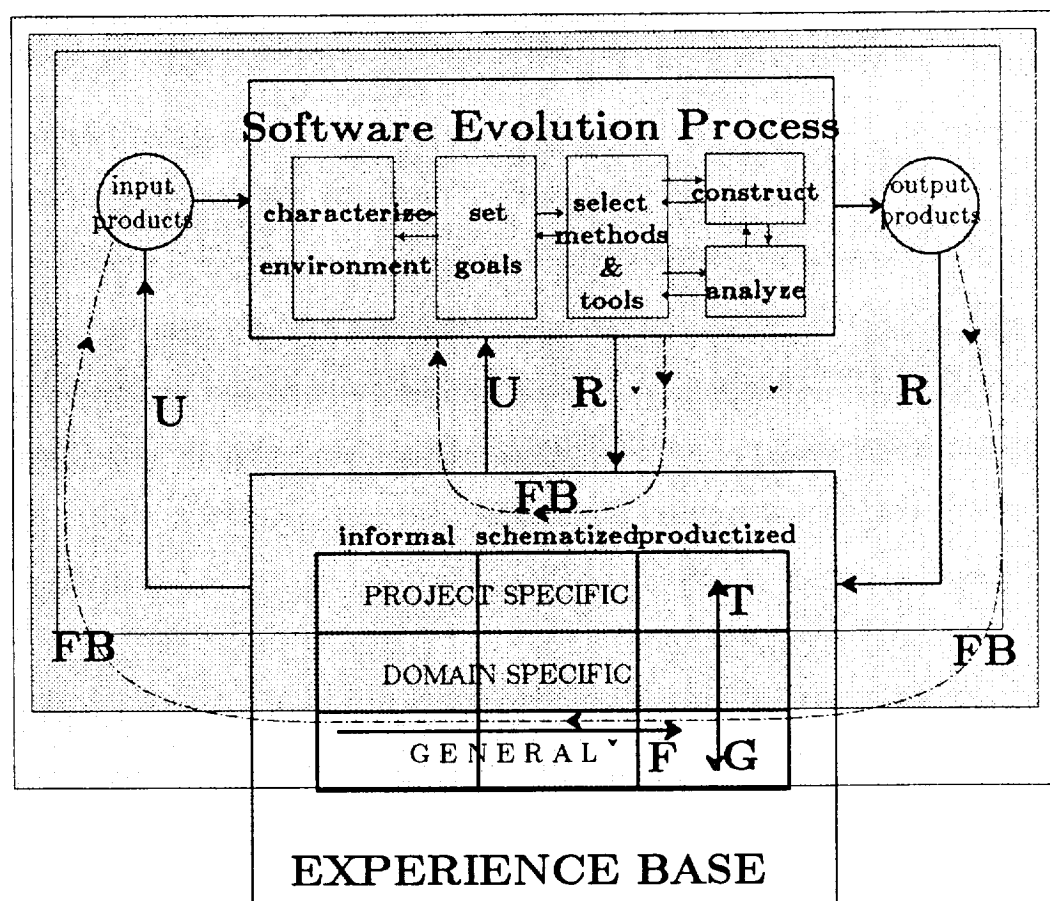 Software Evolution Process
input
products
characterize
environment
set
goals
select
methods
&
tools
construct
analyze
output
products
U
U
R
R
FB
informal schematized productized
PROJECT SPECIFIC
T
DOMAIN SPECIFIC
FB
FB
GENERAL
F
G
EXPERIENCE BASE